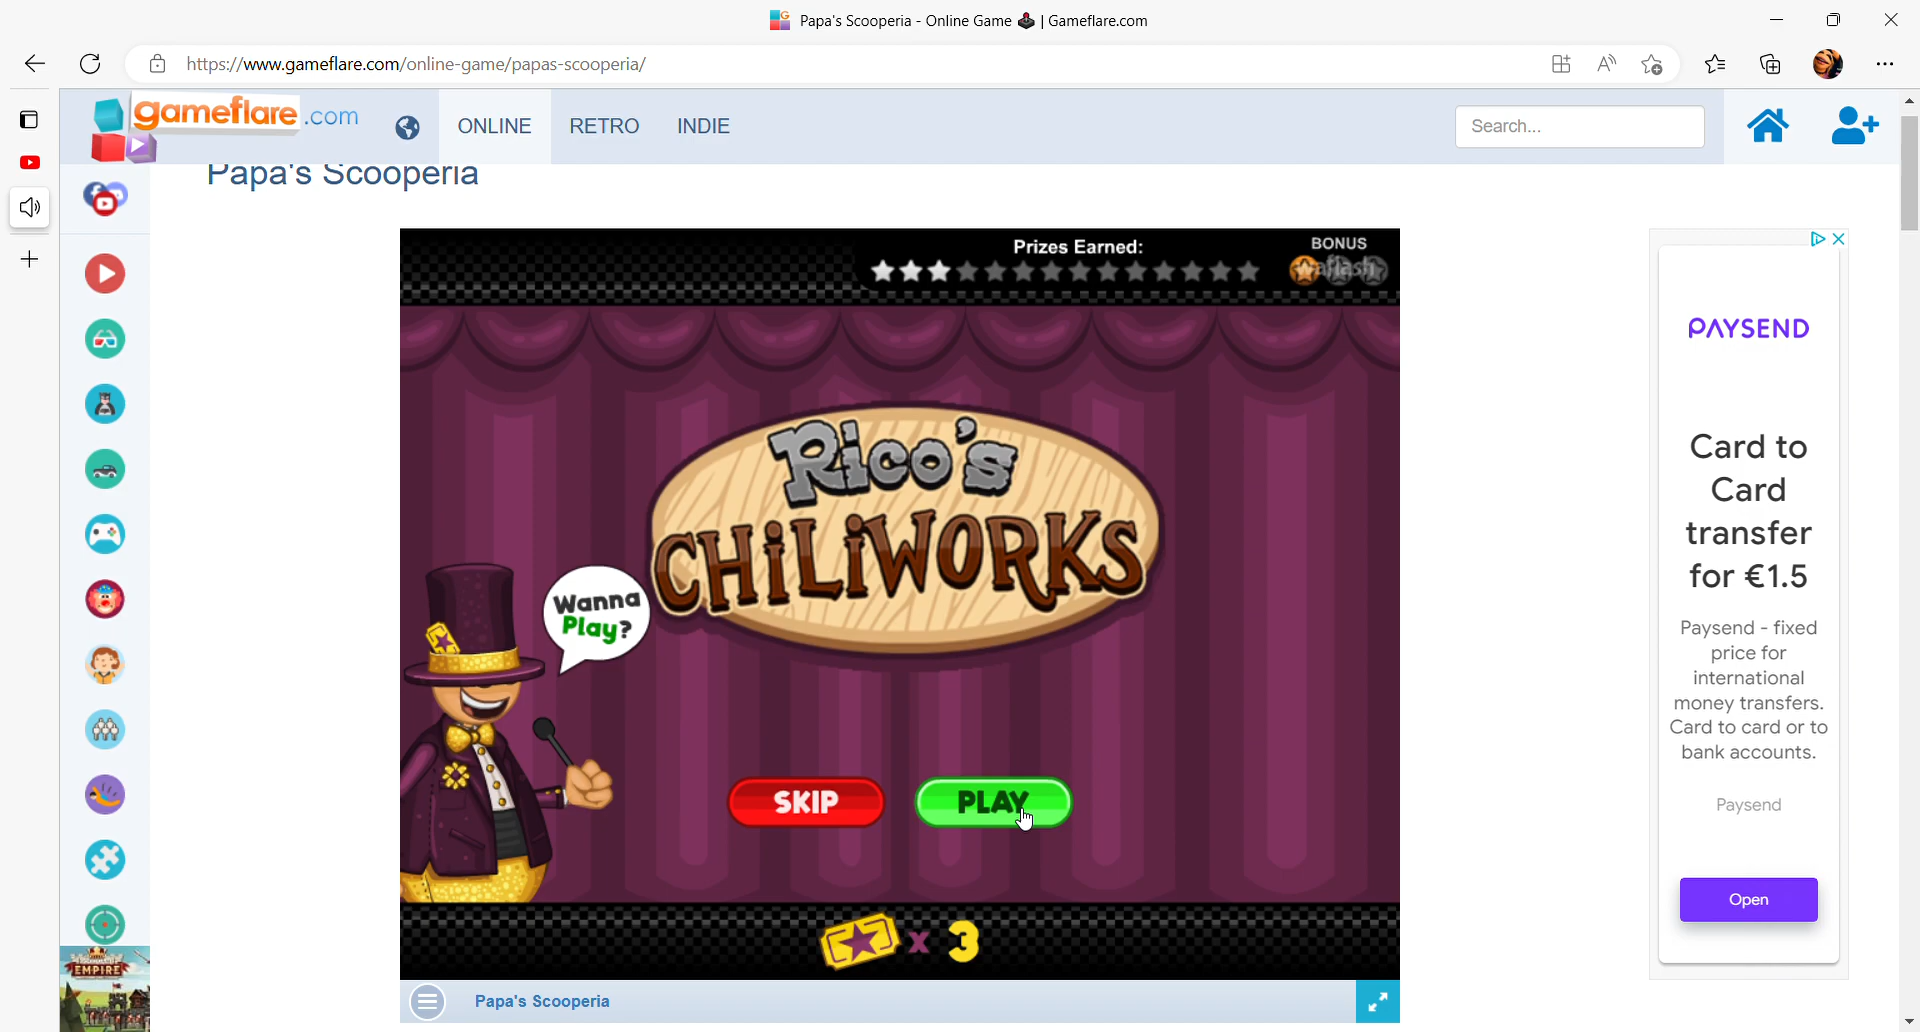 Papa's Scooperia - Online Game | Gameflare.com
https://www.gameflare.com/online-game/papas-scooperia/
gameflare.com
ONLINE
RETRO
INDIE
Search...
Papa's Scooperia
Prizes Earned:
BONUS
waflash
Rico's
CHiLiWORKS
Wanna
Play?
SKIP
PLAY
x 3
Papa's Scooperia
EMPIRE
PAYSEND
Card to
Card
transfer
for €1.5
Paysend - fixed
price for
international
money transfers.
Card to card or to
bank accounts.
Paysend
Open